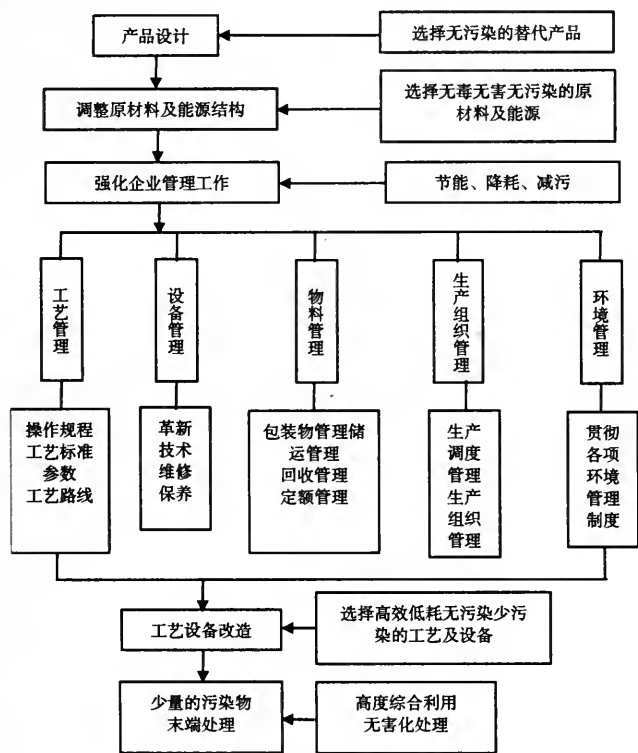 产品设计
选择无污染的替代产品
调整原材料及能源结构
选择无毒无害无污染的原
材料及能源
强化企业管理工作
节能、降耗、减污
工艺管理
设备管理
物料管理
生产组织管理
环境管理
操作规程
工艺标准
参数
工艺路线
革新
技术
维修
保养
包装物管理储
运管理
回收管理
定额管理
生产
调度
管理
生产
组织
管理
贯彻
各项
环境
管理
制度
工艺设备改造
选择高效低耗无污染少污
染的工艺及设备
少量的污染物
末端处理
高度综合利用
无害化处理